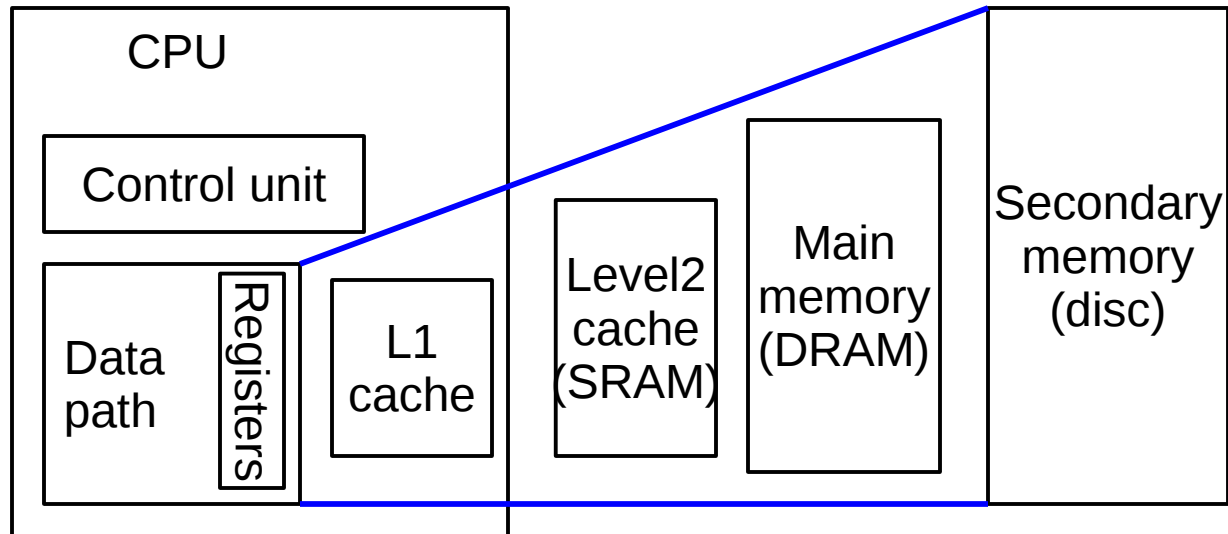 CPU
Control unit
Data
path
Registers
L1
cache
Level2
cache
(SRAM)
Main
memory
(DRAM)
Secondary
memory
(disc)